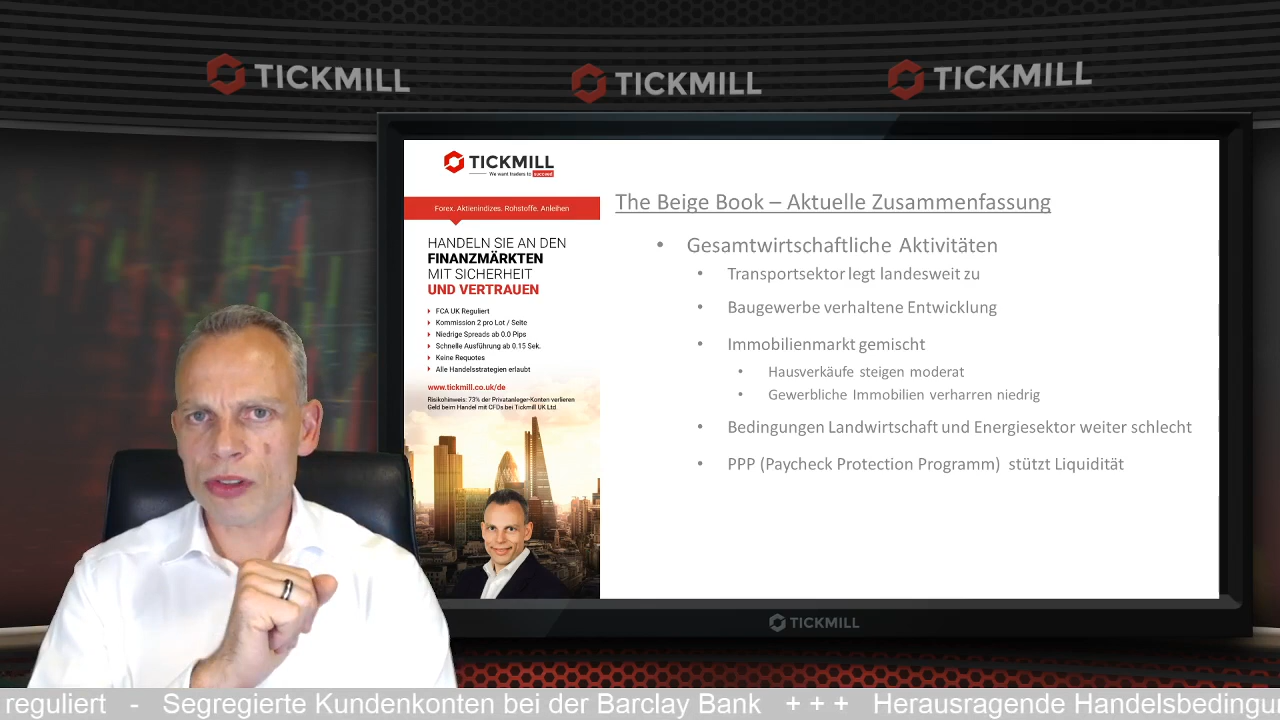 TICKMILL
TICKMILL
TICKMILL
TICKMILL
We want traders to succeed
Forex. Aktienindizes. Rohstoffe. Anleihen
HANDELN SIE AN DEN
FINANZMÄRKTEN
MIT SICHERHEIT
UND VERTRAUEN
FCA UK Reguliert
Kommission 2 pro Lot / Seite
Niedrige Spreads ab 0.0 Pips
Schnelle Ausführung ab 0.15 Sek.
Keine Requotes
Alle Handelsstrategien erlaubt
www.tickmill.co.uk/de
Risikohinweis: 73% der Privatanleger-Konten verlieren
Geld beim Handel mit CFDs bei Tickmill UK Ltd.
The Beige Book – Aktuelle Zusammenfassung
• Gesamtwirtschaftliche Aktivitäten
• Transportsektor legt landesweit zu
• Baugewerbe verhaltene Entwicklung
• Immobilienmarkt gemischt
• Hausverkäufe steigen moderat
• Gewerbliche Immobilien verharren niedrig
• Bedingungen Landwirtschaft und Energiesektor weiter schlecht
• PPP (Paycheck Protection Programm) stützt Liquidität
TICKMILL
reguliert - Segregierte Kundenkonten bei der Barclay Bank + + + Herausragende Handelsbedingu